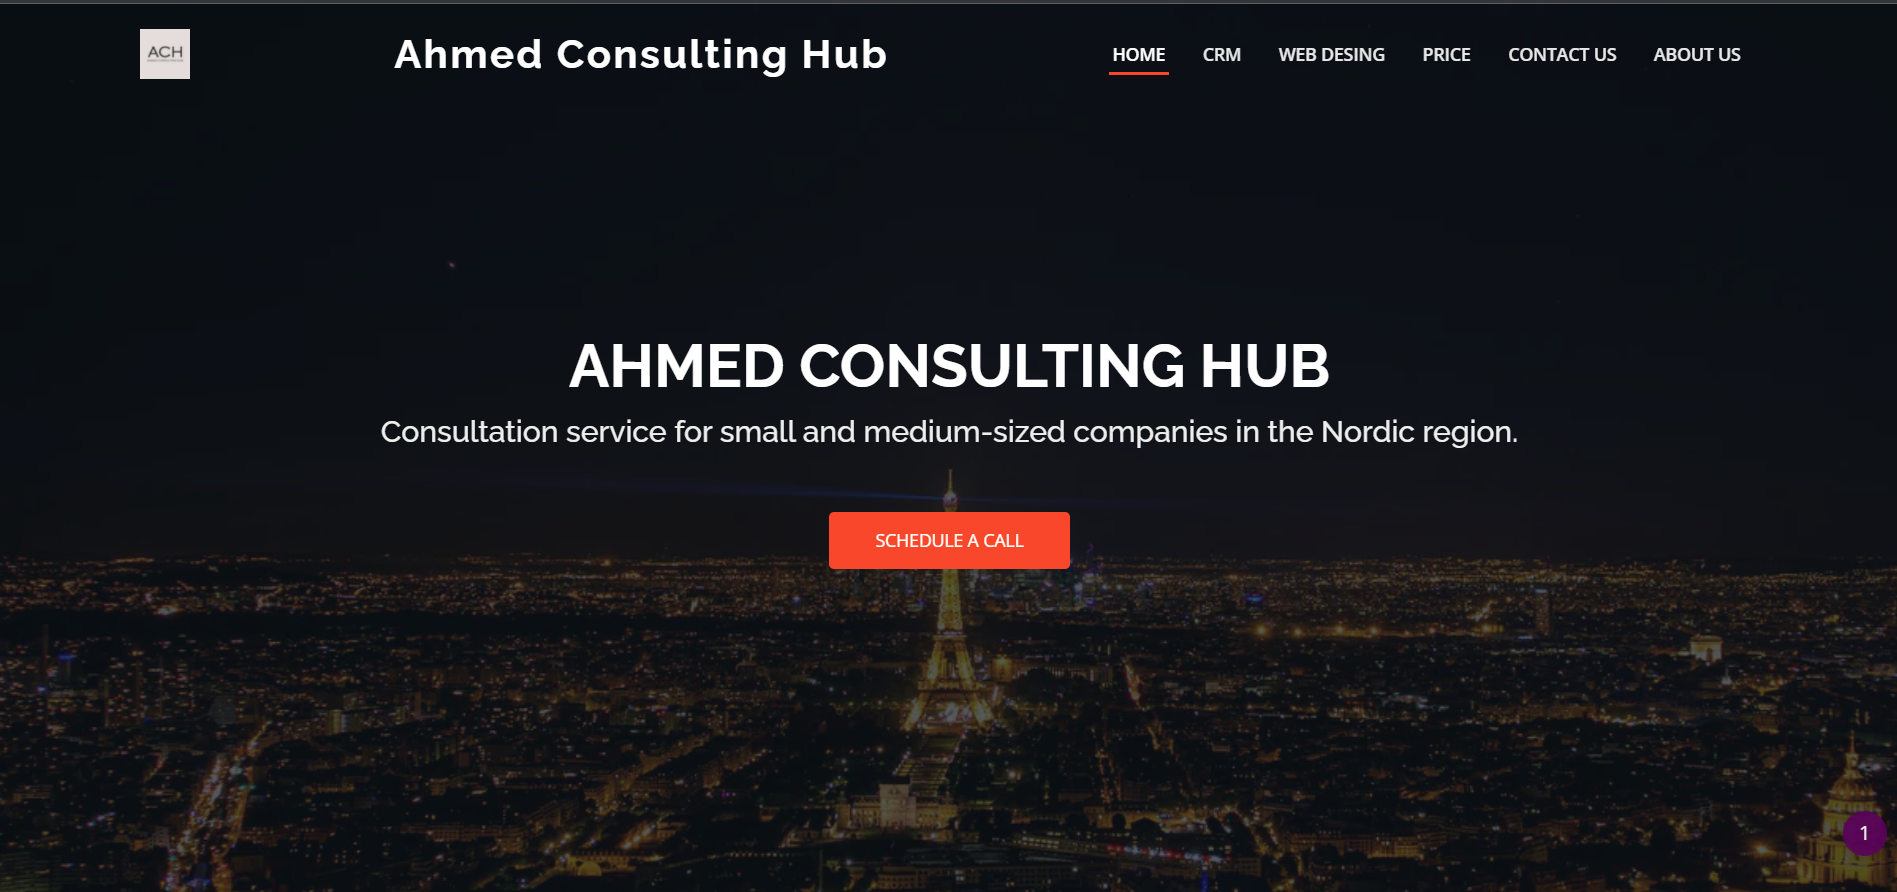 ACH
Ahmed Consulting Hub
HOME CRM WEB DESING PRICE CONTACT US ABOUT US
AHMED CONSULTING HUB
Consultation service for small and medium-sized companies in the Nordic region.
SCHEDULE A CALL
1